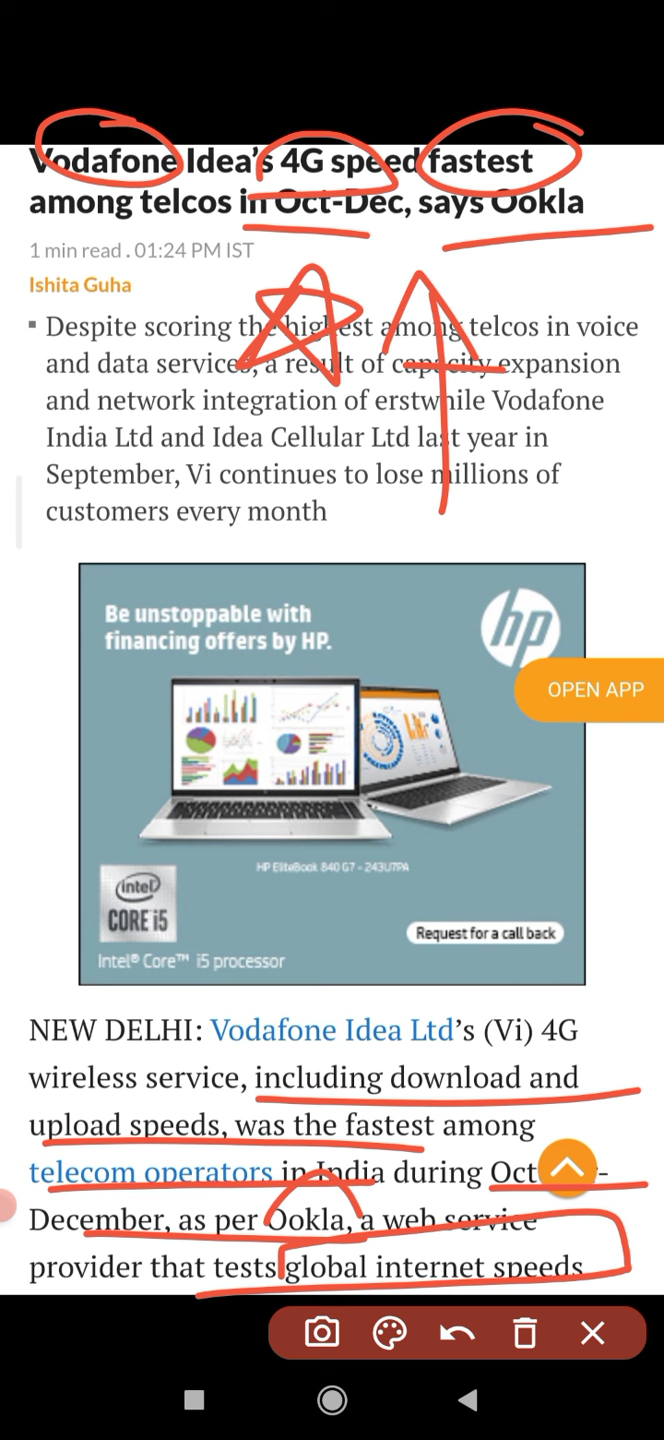 Vodafone Idea's 4G speed fastest
among telcos in Oct-Dec, says Ookla
1 min read . 01:24 PM IST
Ishita Guha
Despite scoring the highest among telcos in voice
and data services, a result of capacity expansion
and network integration of erstwhile Vodafone
India Ltd and Idea Cellular Ltd last year in
September, Vi continues to lose millions of
customers every month
Be unstoppable with
financing offers by HP.
hp
OPEN APP
HP EliteBook 840 G7 - 243U7PA
intel
CORE i5
Request for a call back
Intel® Core™ i5 processor
NEW DELHI: Vodafone Idea Ltd's (Vi) 4G
wireless service, including download and
upload speeds, was the fastest among
telecom operators in India during Oct -
December, as per Ookla, a web service
provider that tests global internet speeds